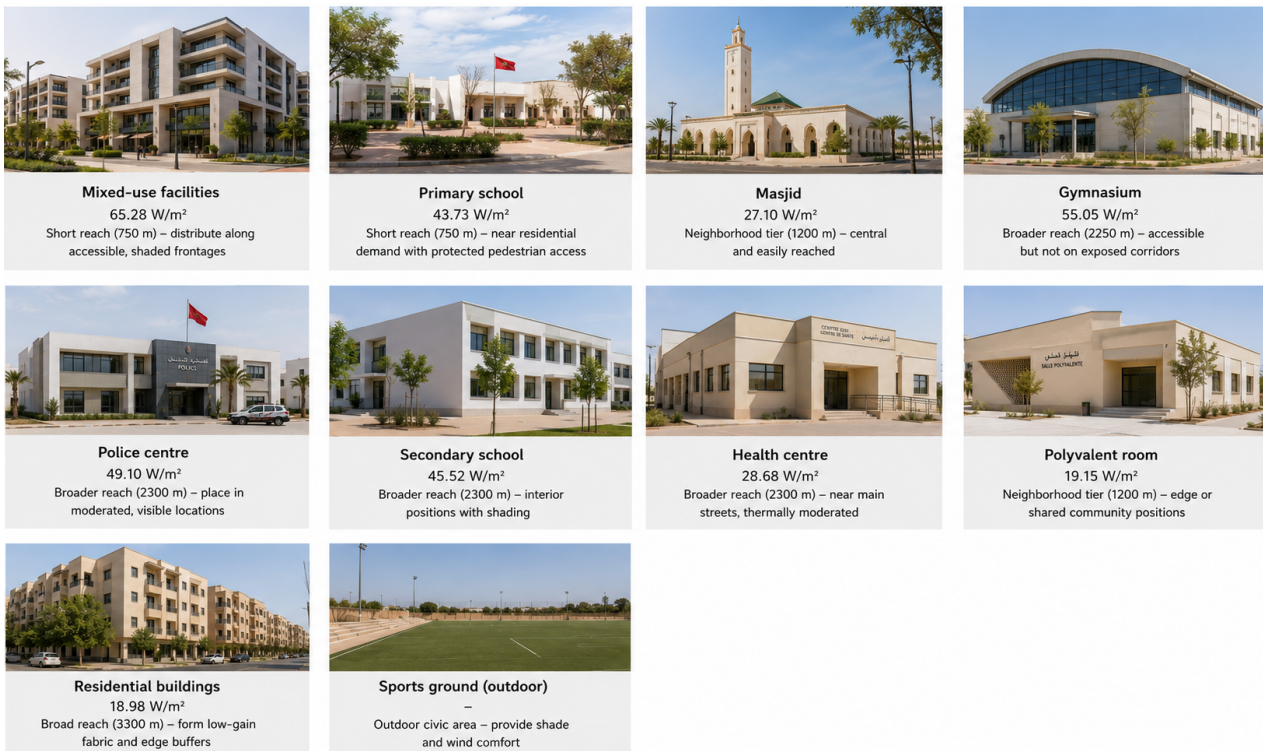 Mixed-use facilities
65.28 W/m²
Short reach (750 m) – distribute along
accessible, shaded frontages
Primary school
43.73 W/m²
Short reach (750 m) – near residential
demand with protected pedestrian access
Masjid
27.10 W/m²
Neighborhood tier (1200 m) – central
and easily reached
Gymnasium
55.05 W/m²
Broader reach (2250 m) – accessible
but not on exposed corridors
POLICE
Police centre
49.10 W/m²
Broader reach (2300 m) – place in
moderated, visible locations
Secondary school
45.52 W/m²
Broader reach (2300 m) – interior
positions with shading
DE SANTE
Health centre
28.68 W/m²
Broader reach (2300 m) – near main
streets, thermally moderated
SALLE POLYVALENTE
Polyvalent room
19.15 W/m²
Neighborhood tier (1200 m) – edge or
shared community positions
Residential buildings
18.98 W/m²
Broad reach (3300 m) – form low-gain
fabric and edge buffers
Sports ground (outdoor)
–
Outdoor civic area – provide shade
and wind comfort